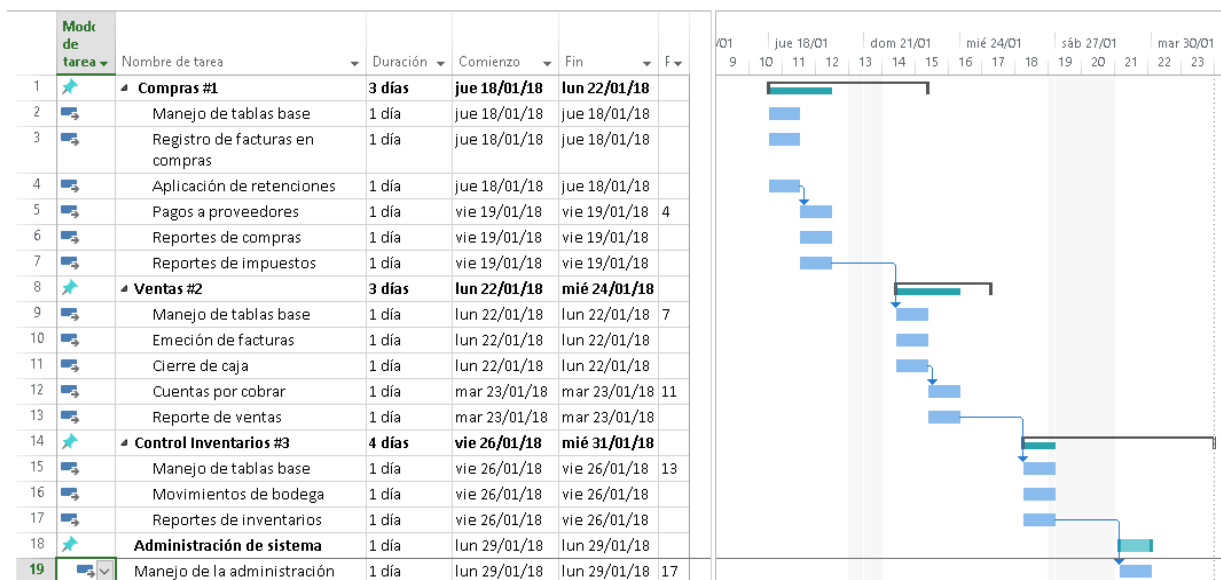 Modo de tarea Nombre de tarea Duración Comienzo Fin
/01 jue 18/01 dom 21/01 mié 24/01 sáb 27/01 mar 30/01
9 10 11 12 13 14 15 16 17 18 19 20 21 22 23
1 Compras #1 3 días jue 18/01/18 lun 22/01/18
2 Manejo de tablas base 1 día jue 18/01/18 jue 18/01/18
3 Registro de facturas en compras 1 día jue 18/01/18 jue 18/01/18
4 Aplicación de retenciones 1 día jue 18/01/18 jue 18/01/18
5 Pagos a proveedores 1 día vie 19/01/18 vie 19/01/18 4
6 Reportes de compras 1 día vie 19/01/18 vie 19/01/18
7 Reportes de impuestos 1 día vie 19/01/18 vie 19/01/18
8 Ventas #2 3 días lun 22/01/18 mié 24/01/18
9 Manejo de tablas base 1 día lun 22/01/18 lun 22/01/18 7
10 Emeción de facturas 1 día lun 22/01/18 lun 22/01/18
11 Cierre de caja 1 día lun 22/01/18 lun 22/01/18
12 Cuentas por cobrar 1 día mar 23/01/18 mar 23/01/18 11
13 Reporte de ventas 1 día mar 23/01/18 mar 23/01/18
14 Control Inventarios #3 4 días vie 26/01/18 mié 31/01/18
15 Manejo de tablas base 1 día vie 26/01/18 vie 26/01/18 13
16 Movimientos de bodega 1 día vie 26/01/18 vie 26/01/18
17 Reportes de inventarios 1 día vie 26/01/18 vie 26/01/18
18 Administración de sistema 1 día lun 29/01/18 lun 29/01/18
19 Manejo de la administración 1 día lun 29/01/18 lun 29/01/18 17